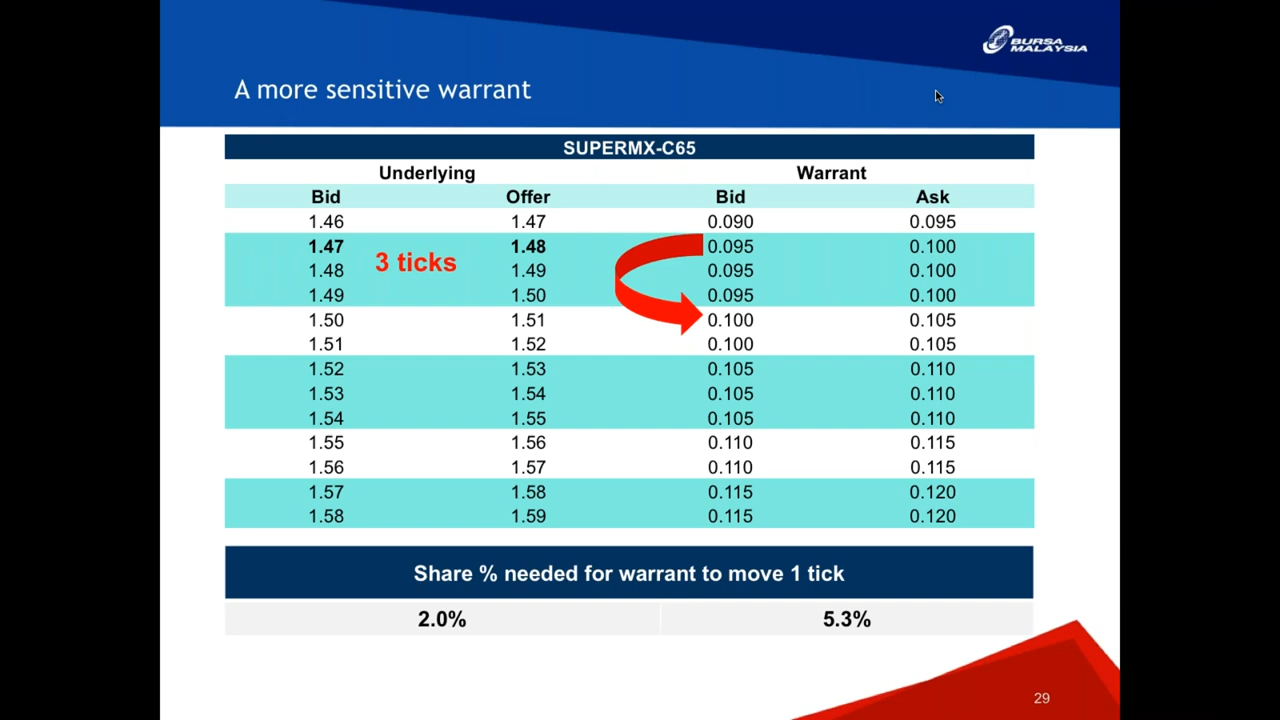 BURSA
MALAYSIA
A more sensitive warrant
SUPERMX-C65
Underlying Warrant
Bid Offer Bid Ask
1.46 1.47 0.090 0.095
1.47 1.48 0.095 0.100
3 ticks
1.48 1.49 0.095 0.100
1.49 1.50 0.095 0.100
1.50 1.51 0.100 0.105
1.51 1.52 0.100 0.105
1.52 1.53 0.105 0.110
1.53 1.54 0.105 0.110
1.54 1.55 0.105 0.110
1.55 1.56 0.110 0.115
1.56 1.57 0.110 0.115
1.57 1.58 0.115 0.120
1.58 1.59 0.115 0.120
Share % needed for warrant to move 1 tick
2.0% 5.3%
29